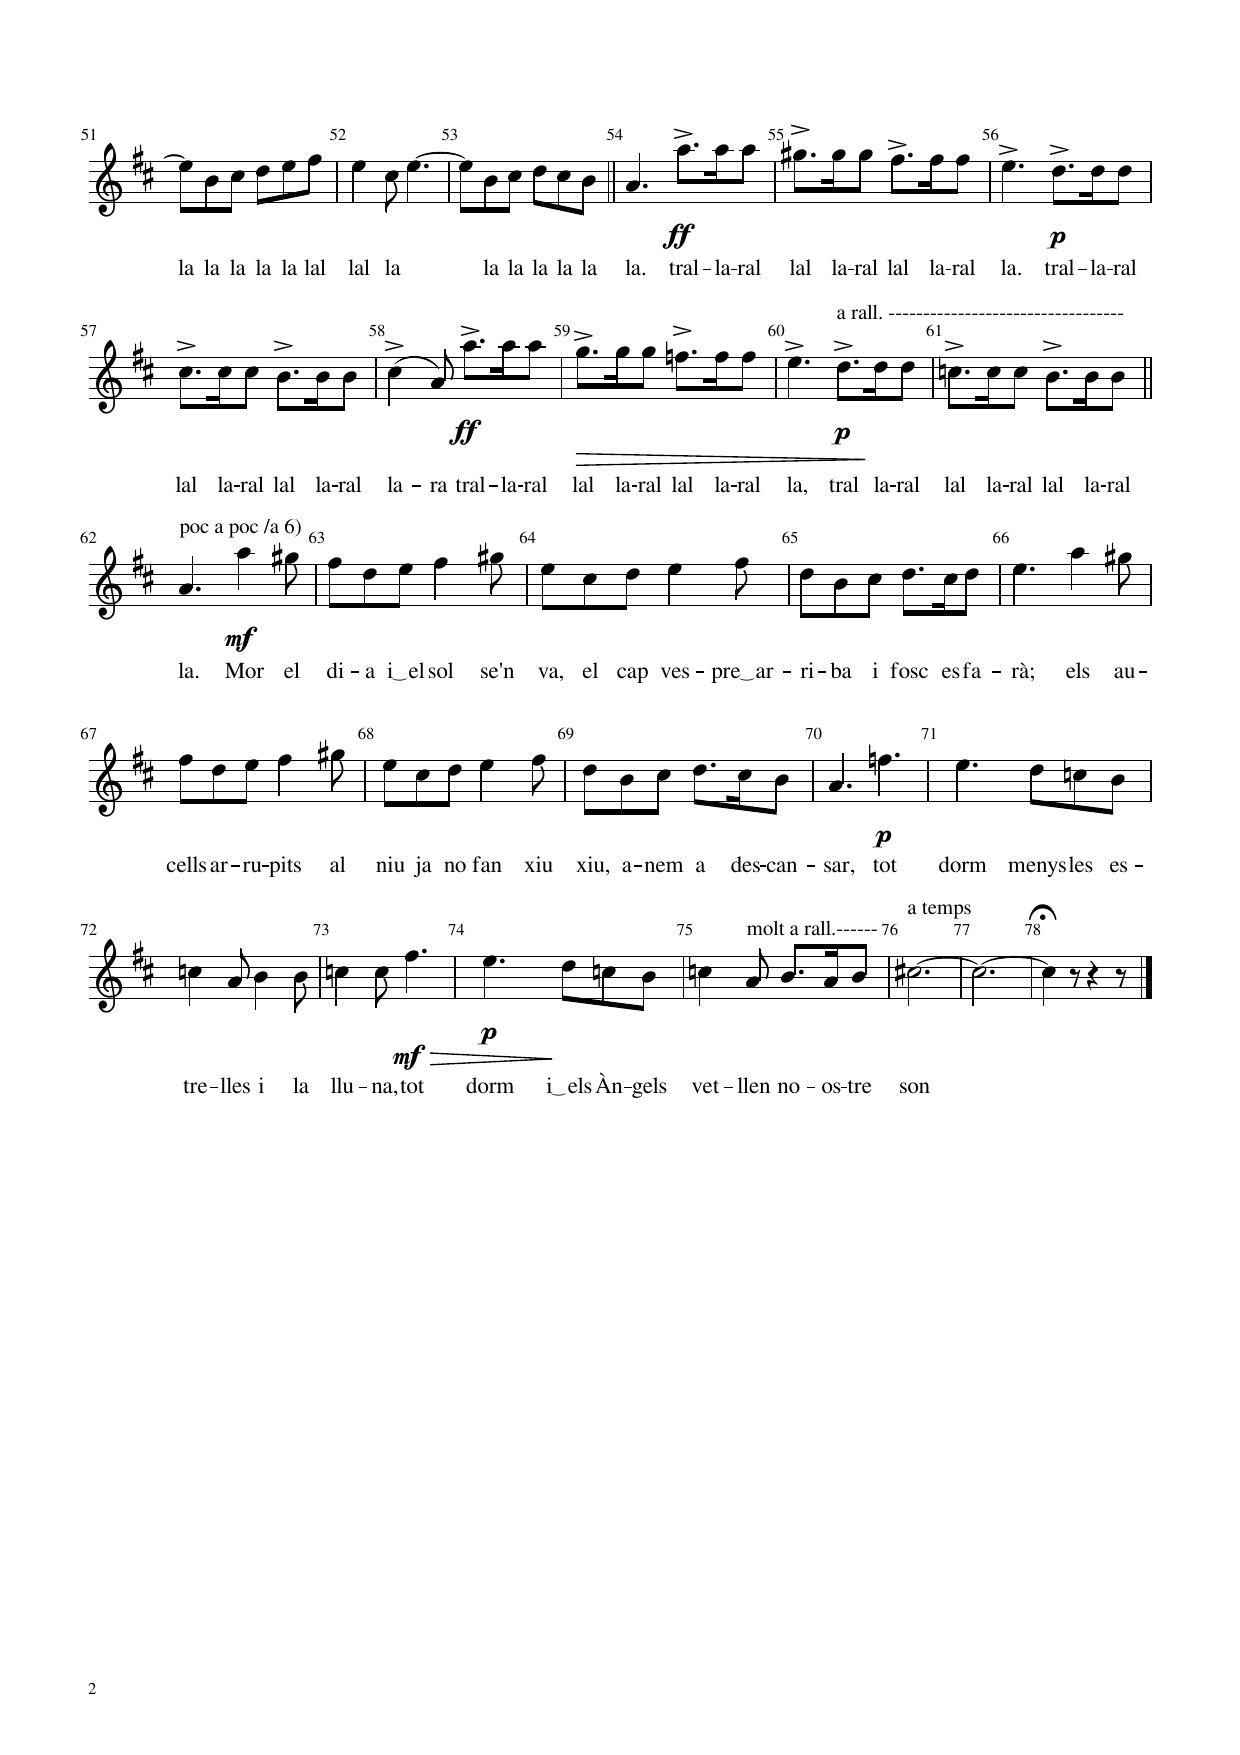 51 52 53 54 55 56
ff p
la la la la la lal lal la la la la la la la. tral-la-ral lal la-ral lal la-ral la. tral-la-ral
a rall. ----------------------------------
57 58 59 60 61
ff p
lal la-ral lal la-ral la-ra tral-la-ral lal la-ral lal la-ral la, tral la-ral lal la-ral lal la-ral
poc a poc /a 6)
62 63 64 65 66
mf
la. Mor el di-a i‿el sol se'n va, el cap ves-pre‿ar-ri-ba i fosc es fa-rà; els au-
67 68 69 70 71
p
cells ar-ru-pits al niu ja no fan xiu xiu, a-nem a des-can-sar, tot dorm menys les es-
a temps
72 73 74 75 molt a rall.------ 76 77 78
p
mf
tre-lles i la llu-na, tot dorm i‿els Àn-gels vet-llen no-os-tre son
2